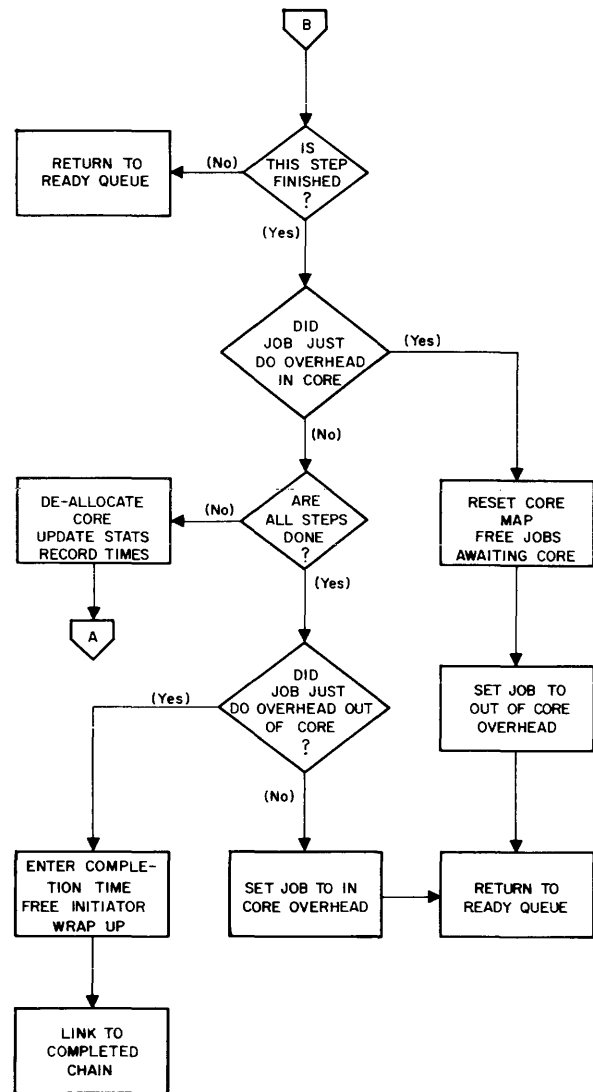 B
IS
THIS STEP
FINISHED
?
(No)
RETURN TO
READY QUEUE
(Yes)
DID
JOB JUST
DO OVERHEAD
IN CORE
(Yes)
(No)
ARE
ALL STEPS
DONE
?
(No)
DE-ALLOCATE
CORE
UPDATE STATS
RECORD TIMES
A
RESET CORE
MAP
FREE JOBS
AWAITING CORE
(Yes)
DID
JOB JUST
DO OVERHEAD OUT
OF CORE
?
(Yes)
SET JOB TO
OUT OF CORE
OVERHEAD
(No)
ENTER COMPLE-
TION TIME
FREE INITIATOR
WRAP UP
SET JOB TO IN
CORE OVERHEAD
RETURN TO
READY QUEUE
LINK TO
COMPLETED
CHAIN